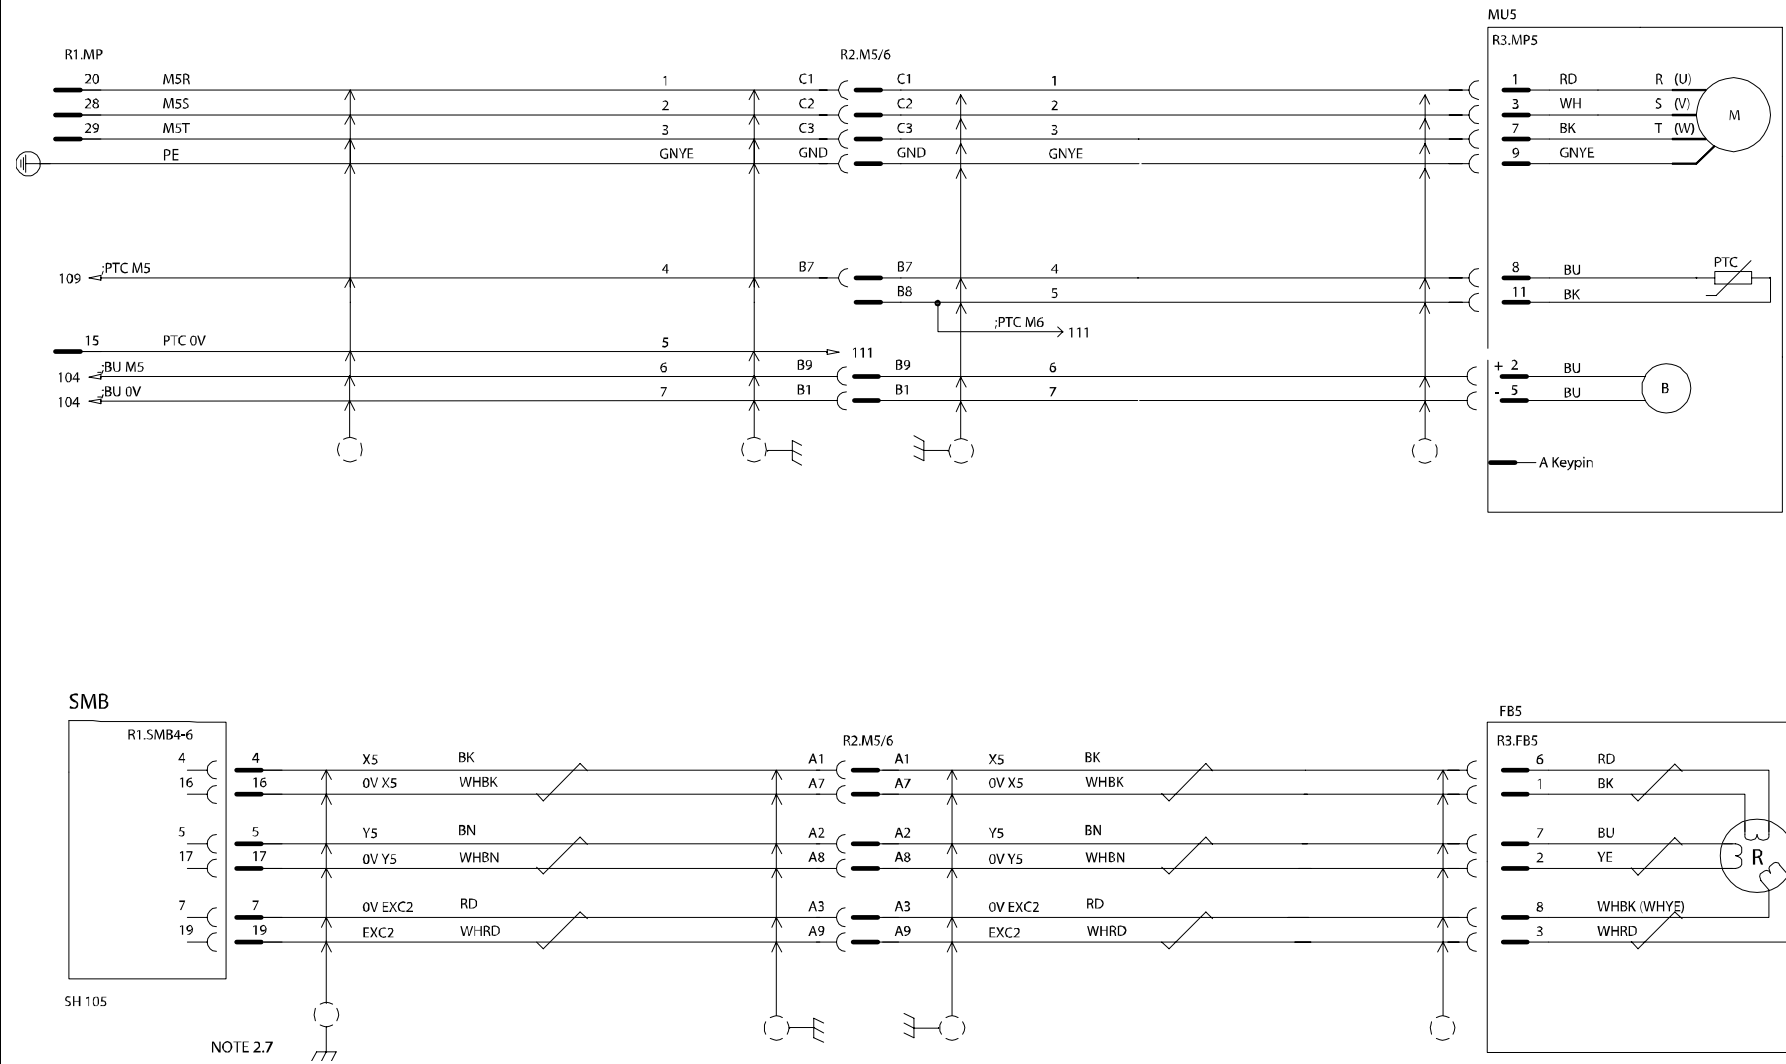 MU5
R1.MP R2.M5/6 R3.MP5
20 M5R 1 C1 C1 1 1 RD R (U)
28 M5S 2 C2 C2 2 3 WH S (V) M
29 M5T 3 C3 C3 3 7 BK T (W)
PE GNYE GND GND GNYE 9 GNYE
PTC
109 ;PTC M5 4 B7 B7 4 8 BU
B8 5 11 BK
;PTC M6 111
15 PTC 0V 5 111
104 ;BU M5 6 B9 B9 6 + 2 BU
B
104 ;BU 0V 7 B1 B1 7 - 5 BU
A Keypin
SMB
FB5
R1.SMB4-6 R2.M5/6 R3.FB5
4 4 X5 BK A1 A1 X5 BK 6 RD
16 16 0V X5 WHBK A7 A7 0V X5 WHBK 1 BK
5 5 Y5 BN A2 A2 Y5 BN 7 BU
17 17 0V Y5 WHBN A8 A8 0V Y5 WHBN 2 YE R
7 7 0V EXC2 RD A3 A3 0V EXC2 RD 8 WHBK (WHYE)
19 19 EXC2 WHRD A9 A9 EXC2 WHRD 3 WHRD
SH 105
NOTE 2.7